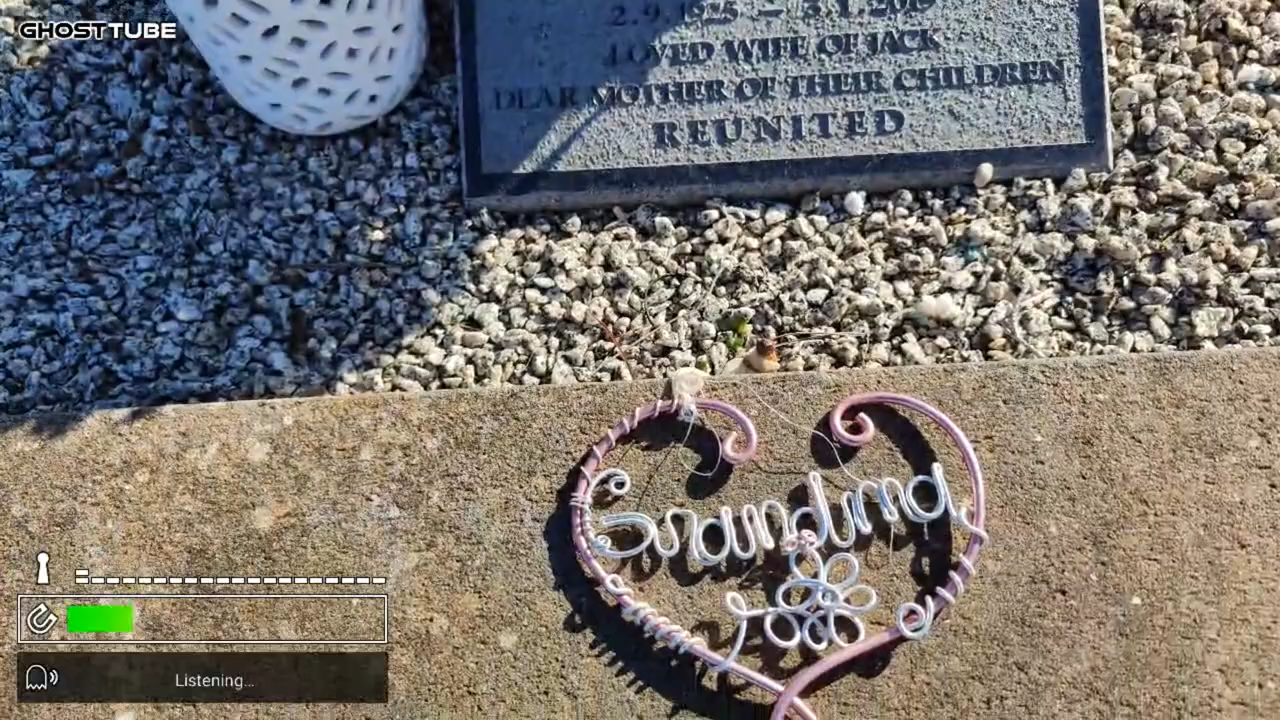 GHOSTTUBE
LOVED WIFE OF JACK
DEAR MOTHER OF THEIR CHILDREN
REUNITED
Grandma
Listening...